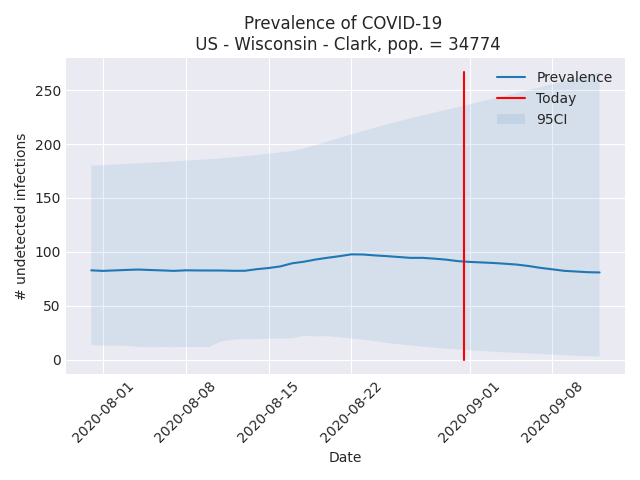 Prevalence of COVID-19
US - Wisconsin - Clark, pop. = 34774
Prevalence
Today
95CI
# undetected infections
250
200
150
100
50
0
2020-08-01
2020-08-08
2020-08-15
2020-08-22
2020-09-01
2020-09-08
Date